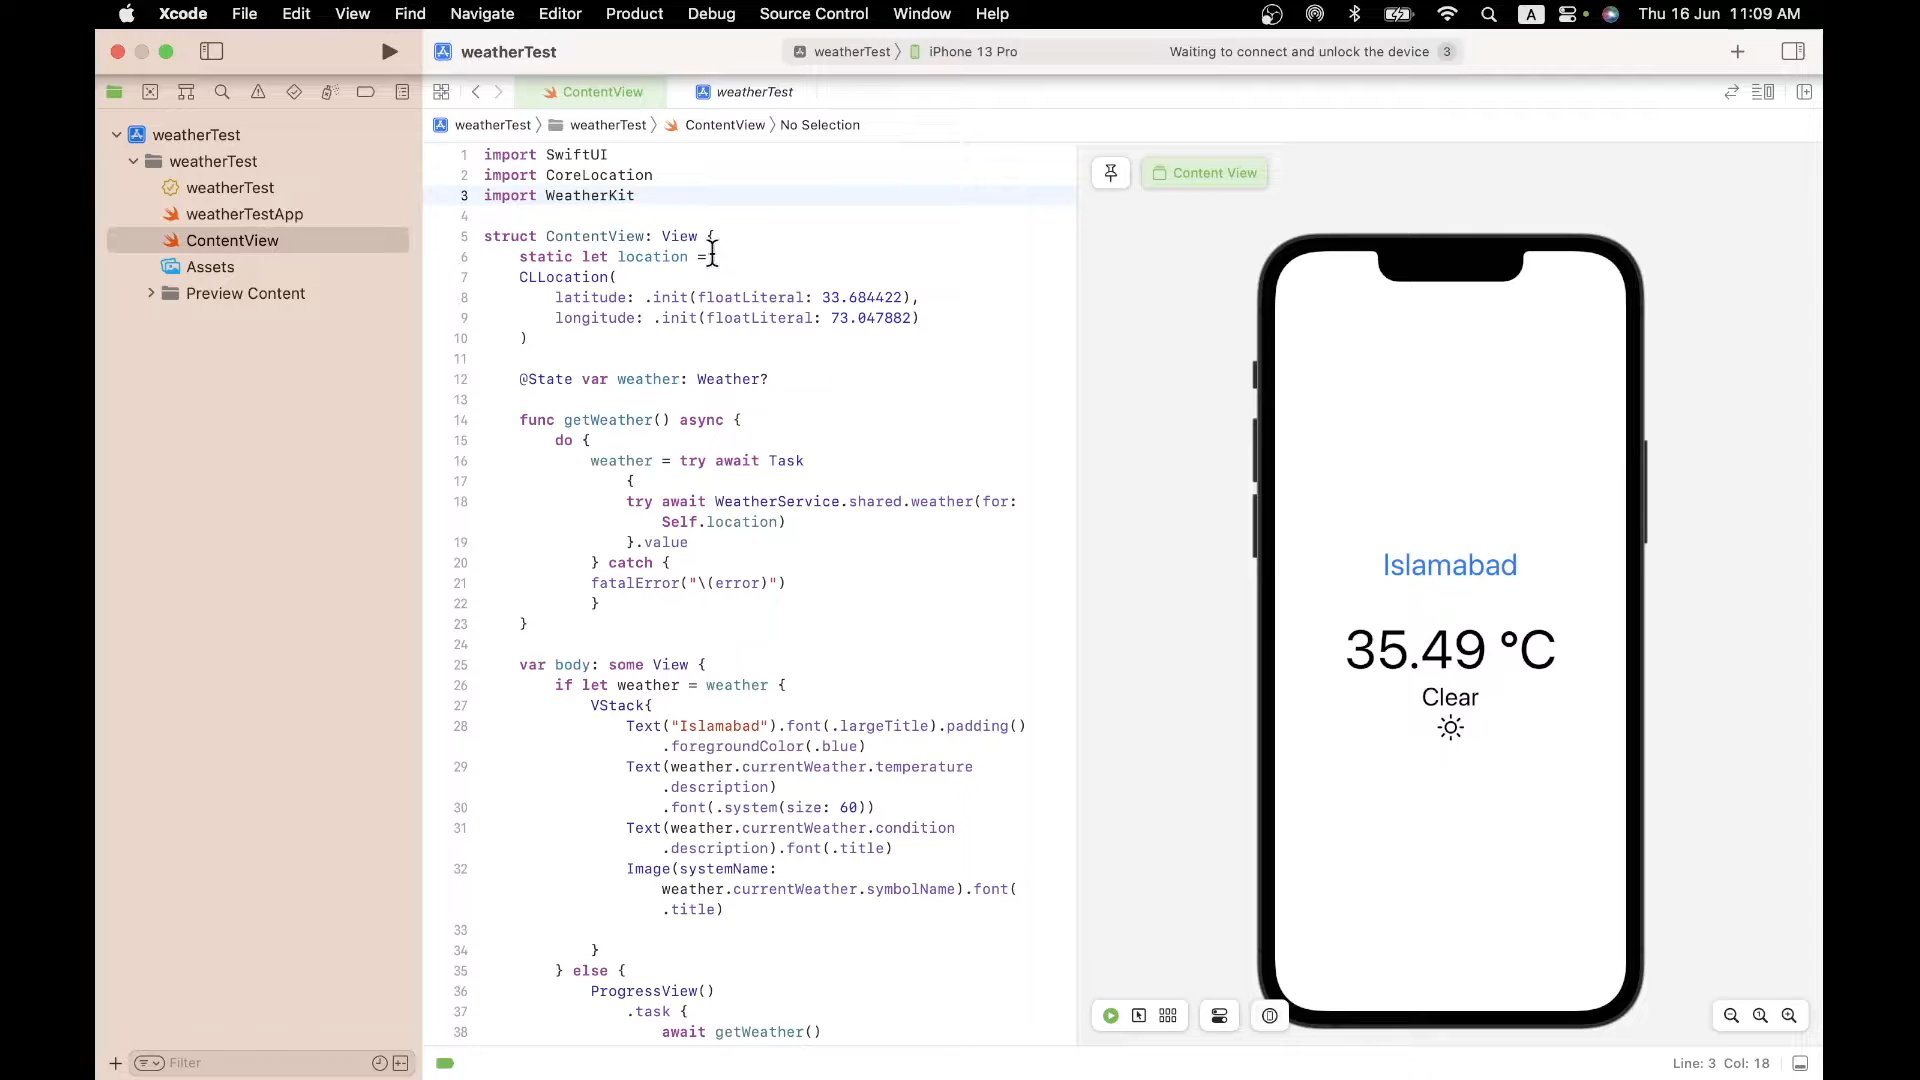 Xcode File Edit View Find Navigate Editor Product Debug Source Control Window Help A Thu 16 Jun 11:09 AM
weatherTest weatherTest iPhone 13 Pro Waiting to connect and unlock the device 3
ContentView weatherTest
weatherTest weatherTest ContentView No Selection
weatherTest
weatherTest
weatherTest
weatherTestApp
ContentView
Assets
Preview Content
Filter
1 import SwiftUI
2 import CoreLocation
3 import WeatherKit
4
5 struct ContentView: View {
6 static let location =
7 CLLocation(
8 latitude: .init(floatLiteral: 33.684422),
9 longitude: .init(floatLiteral: 73.047882)
10 )
11
12 @State var weather: Weather?
13
14 func getWeather() async {
15 do {
16 weather = try await Task
17 {
18 try await WeatherService.shared.weather(for:
Self.location)
19 }.value
20 } catch {
21 fatalError("\(error)")
22 }
23 }
24
25 var body: some View {
26 if let weather = weather {
27 VStack{
28 Text("Islamabad").font(.largeTitle).padding()
.foregroundColor(.blue)
29 Text(weather.currentWeather.temperature
.description)
30 .font(.system(size: 60))
31 Text(weather.currentWeather.condition
.description).font(.title)
32 Image(systemName:
weather.currentWeather.symbolName).font(
.title)
33
34 }
35 } else {
36 ProgressView()
37 .task {
38 await getWeather()
Content View
Islamabad
35.49 °C
Clear
Line: 3 Col: 18